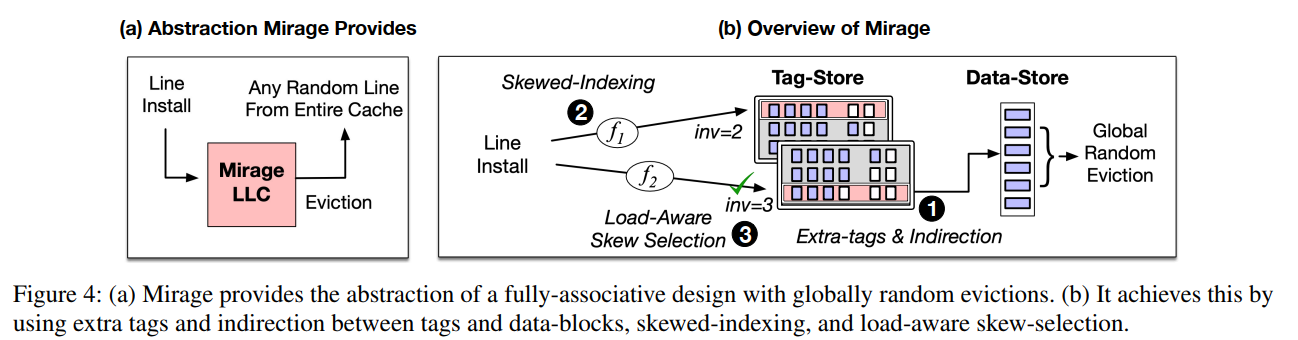 (a) Abstraction Mirage Provides
Line
Install
Any Random Line
From Entire Cache
Mirage
LLC
Eviction
(b) Overview of Mirage
Skewed-Indexing
2
Tag-Store
Data-Store
f1
inv=2
Line
Install
f2
inv=3
Load-Aware
Skew Selection
3
1
Extra-tags & Indirection
Global
Random
Eviction
Figure 4: (a) Mirage provides the abstraction of a fully-associative design with globally random evictions. (b) It achieves this by
using extra tags and indirection between tags and data-blocks, skewed-indexing, and load-aware skew-selection.